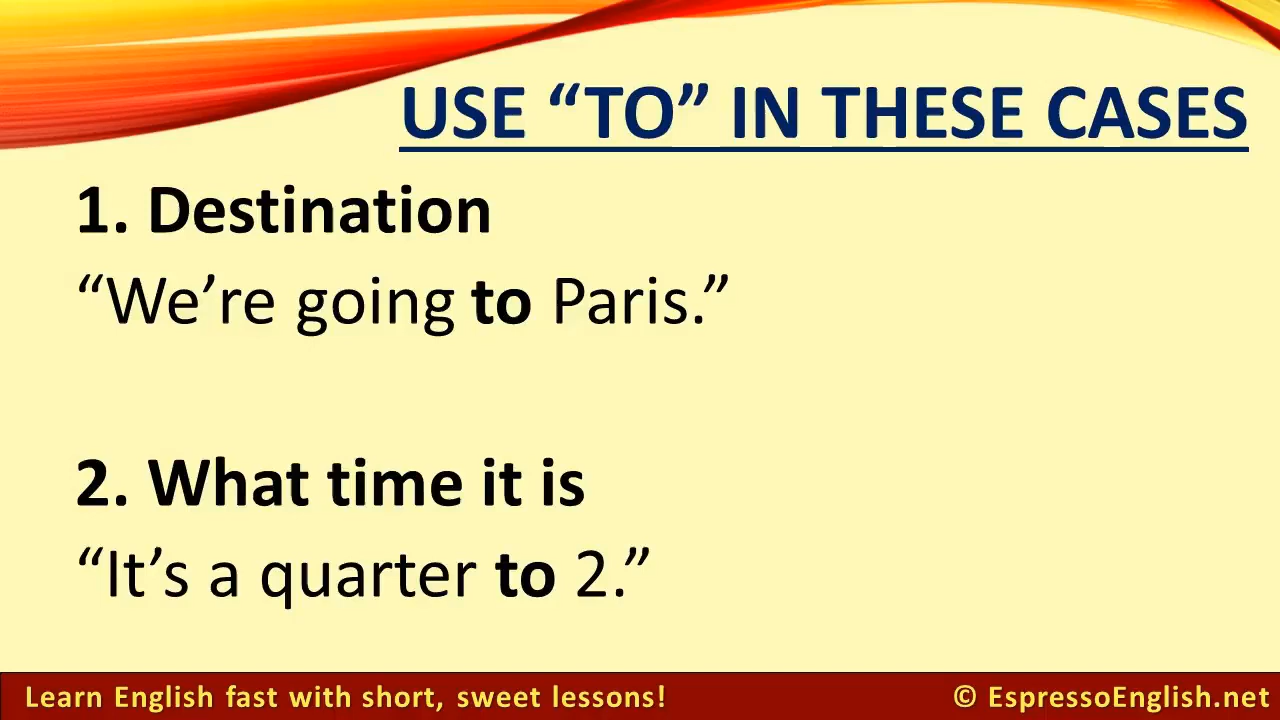 USE “TO” IN THESE CASES
1. Destination
“We’re going to Paris.”
2. What time it is
“It’s a quarter to 2.”
Learn English fast with short, sweet lessons!
© EspressoEnglish.net